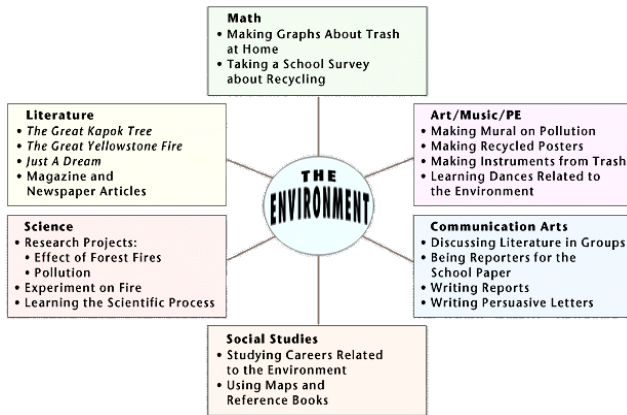 Math
• Making Graphs About Trash
at Home
• Taking a School Survey
about Recycling
Literature
• The Great Kapok Tree
• The Great Yellowstone Fire
• Just A Dream
• Magazine and
Newspaper Articles
Art/Music/PE
• Making Mural on Pollution
• Making Recycled Posters
• Making Instruments from Trash
• Learning Dances Related to
the Environment
THE
ENVIRONMENT
Science
• Research Projects:
• Effect of Forest Fires
• Pollution
• Experiment on Fire
• Learning the Scientific Process
Communication Arts
• Discussing Literature in Groups
• Being Reporters for the
School Paper
• Writing Reports
• Writing Persuasive Letters
Social Studies
• Studying Careers Related
to the Environment
• Using Maps and
Reference Books